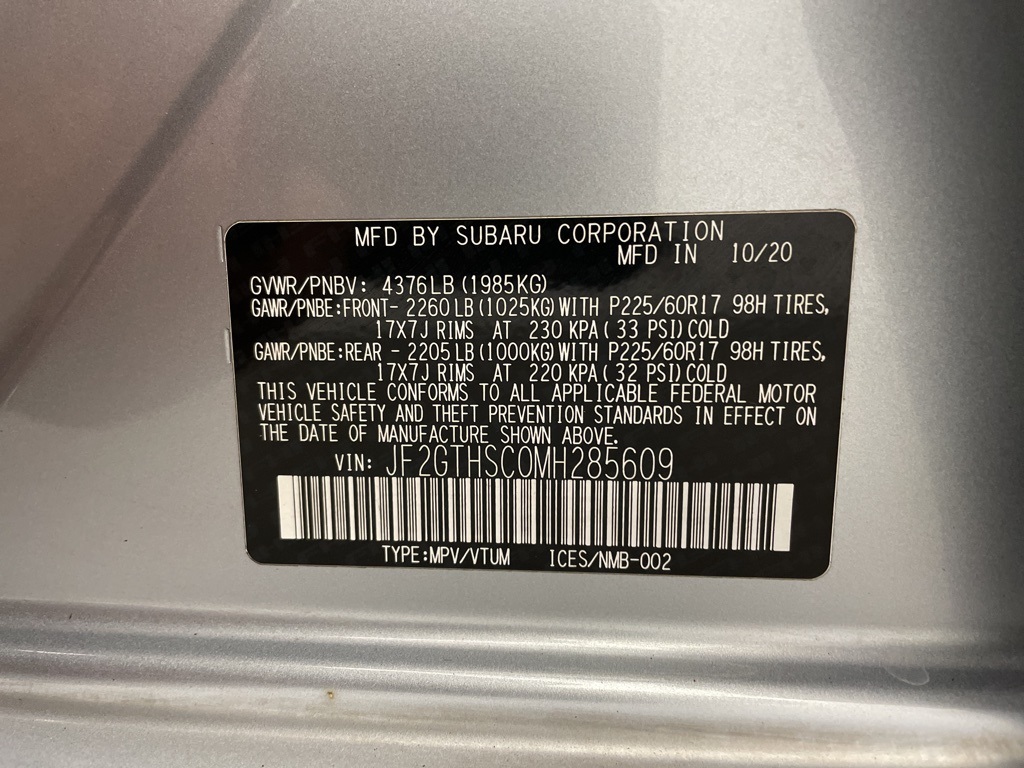 MFD BY SUBARU CORPORATION
MFD IN 10/20
GVWR/PNBV: 4376LB (1985KG)
GAWR/PNBE:FRONT- 2260LB (1025KG)WITH P225/60R17 98H TIRES,
17X7J RIMS AT 230 KPA( 33 PSI)COLD
GAWR/PNBE:REAR - 2205LB (1000KG)WITH P225/60R17 98H TIRES,
17X7J RIMS AT 220 KPA( 32 PSI)COLD
THIS VEHICLE CONFORMS TO ALL APPLICABLE FEDERAL MOTOR
VEHICLE SAFETY AND THEFT PREVENTION STANDARDS IN EFFECT ON
THE DATE OF MANUFACTURE SHOWN ABOVE.
VIN: JF2GTHSC0MH285609
TYPE:MPV/VTUM ICES/NMB-002